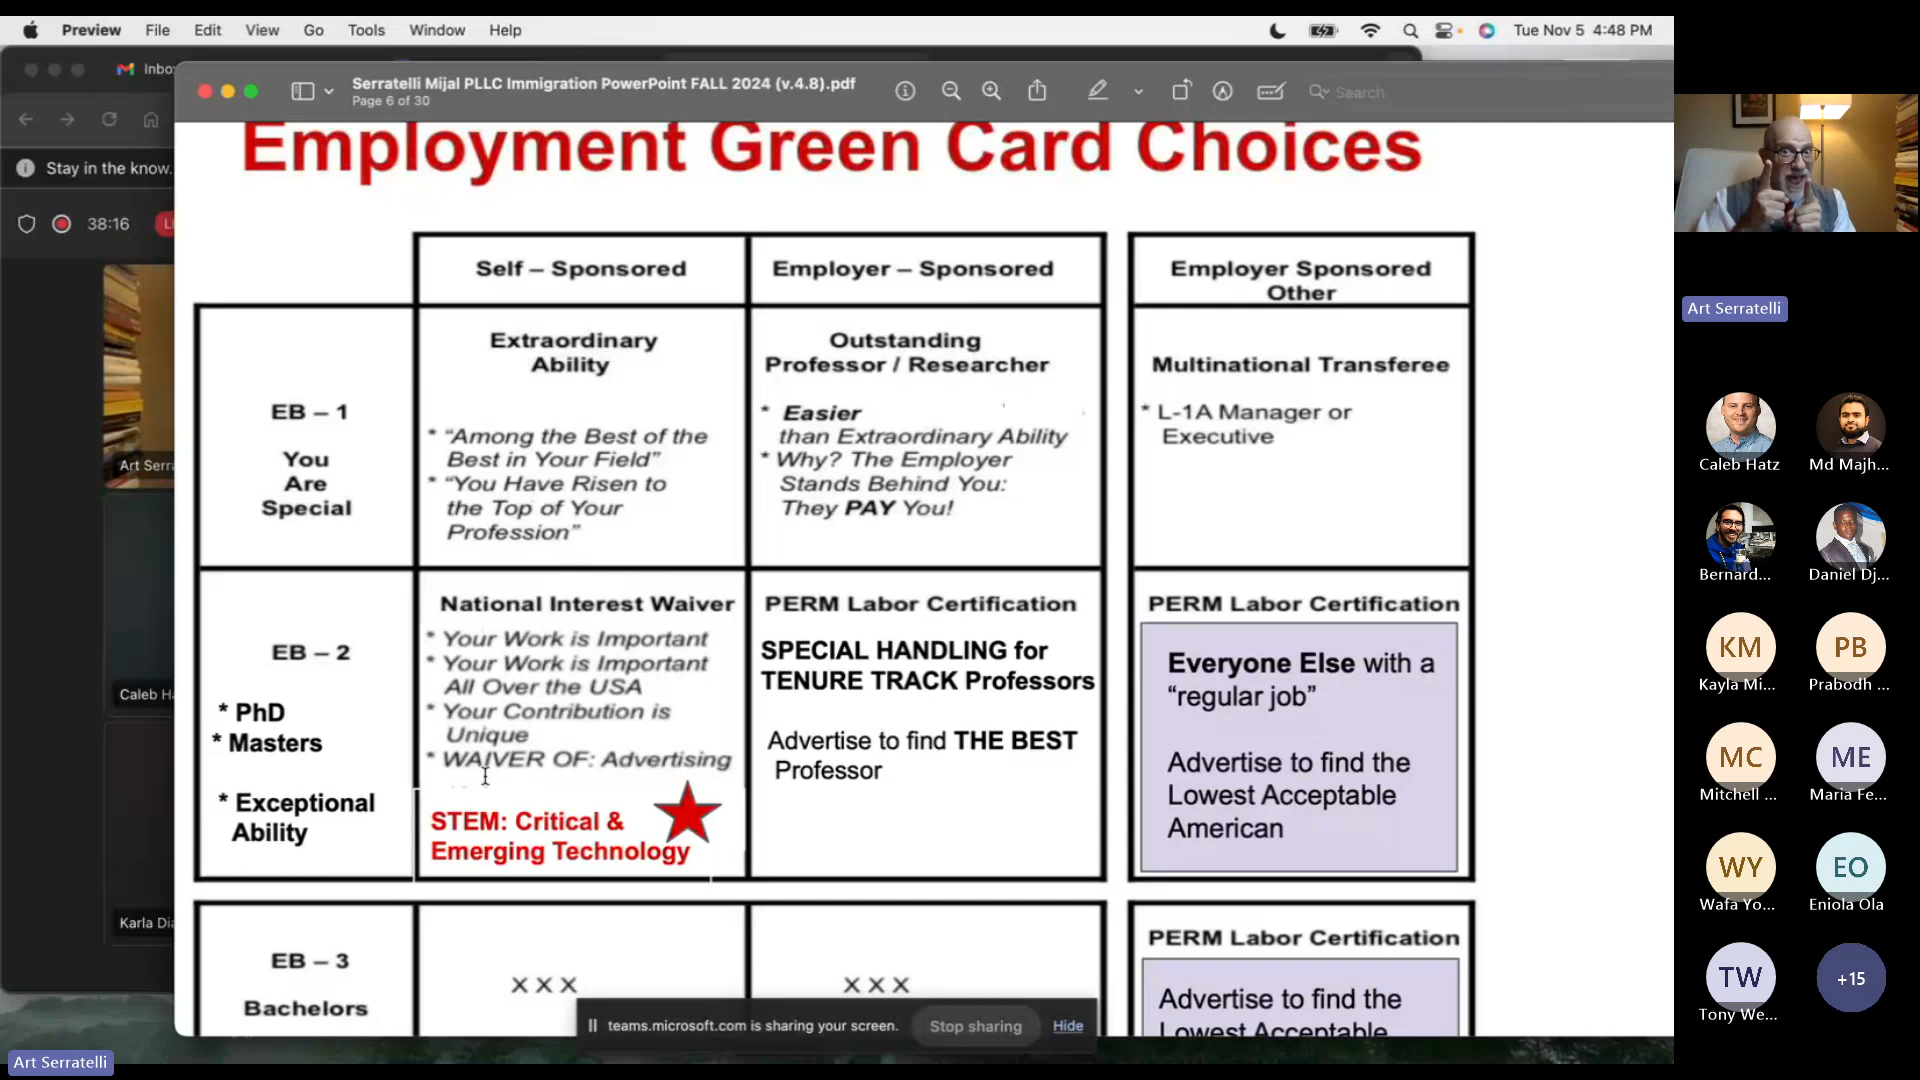 Preview File Edit View Go Tools Window Help
Tue Nov 5 4:48 PM
Inbo
Serratelli Mijal PLLC Immigration PowerPoint FALL 2024 (v.4.8).pdf
Page 6 of 30
Search
Stay in the know.
38:16
Employment Green Card Choices
Self – Sponsored
Employer – Sponsored
Employer Sponsored
Other
EB – 1
You
Are
Special
Extraordinary
Ability
* “Among the Best of the
Best in Your Field”
* “You Have Risen to
the Top of Your
Profession”
Outstanding
Professor / Researcher
* Easier
than Extraordinary Ability
* Why? The Employer
Stands Behind You:
They PAY You!
Multinational Transferee
* L-1A Manager or
Executive
EB – 2
* PhD
* Masters
* Exceptional
Ability
National Interest Waiver
* Your Work is Important
* Your Work is Important
All Over the USA
* Your Contribution is
Unique
* WAIVER OF: Advertising
STEM: Critical &
Emerging Technology
PERM Labor Certification
SPECIAL HANDLING for
TENURE TRACK Professors
Advertise to find THE BEST
Professor
PERM Labor Certification
Everyone Else with a
“regular job”
Advertise to find the
Lowest Acceptable
American
EB – 3
Bachelors
X X X
X X X
PERM Labor Certification
Advertise to find the
Lowest Acceptable
teams.microsoft.com is sharing your screen.
Stop sharing
Hide
Art Serr
Caleb H
Karla Dia
Art Serratelli
Art Serratelli
Caleb Hatz
Md Majh...
Bernard...
Daniel Dj...
KM
Kayla Mi...
PB
Prabodh ...
MC
Mitchell ...
ME
Maria Fe...
WY
Wafa Yo...
EO
Eniola Ola
TW
Tony We...
+15